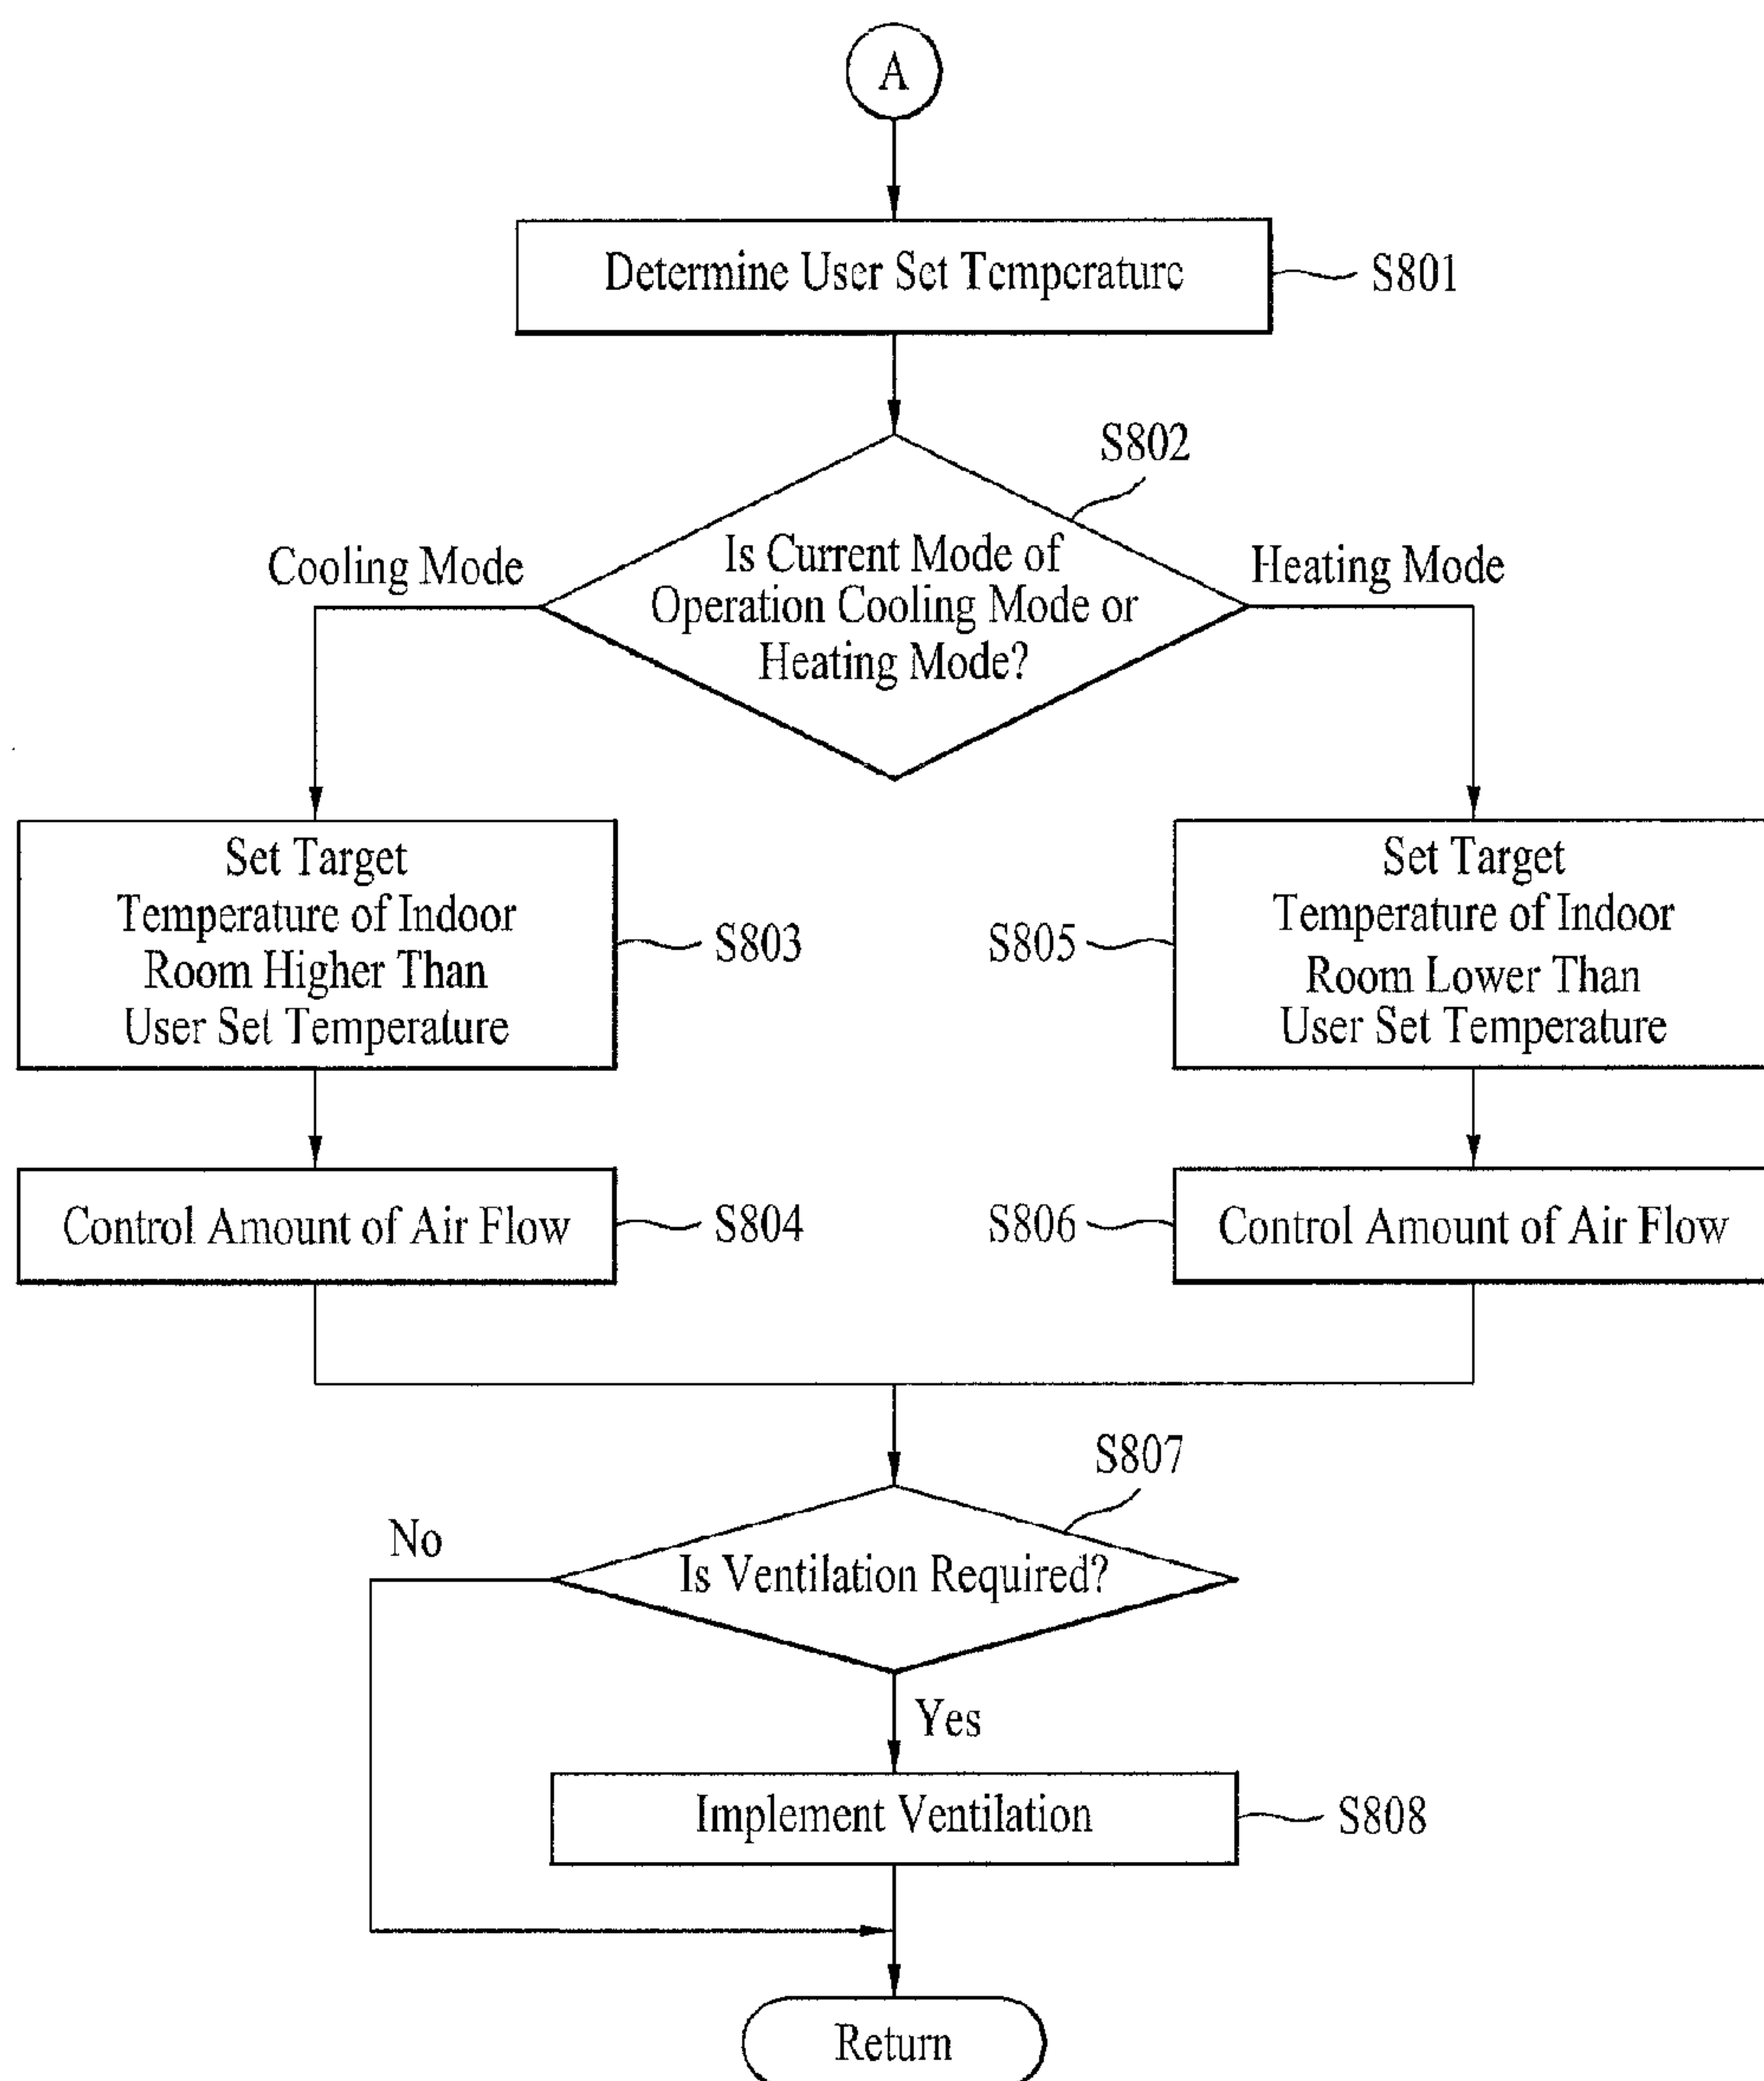 A
Determine User Set Temperature
S801
S802
Cooling Mode
Is Current Mode of
Operation Cooling Mode or
Heating Mode?
Heating Mode
Set Target
Temperature of Indoor
Room Higher Than
User Set Temperature
S803
S805
Set Target
Temperature of Indoor
Room Lower Than
User Set Temperature
Control Amount of Air Flow
S804
S806
Control Amount of Air Flow
S807
No
Is Ventilation Required?
Yes
Implement Ventilation
S808
Return